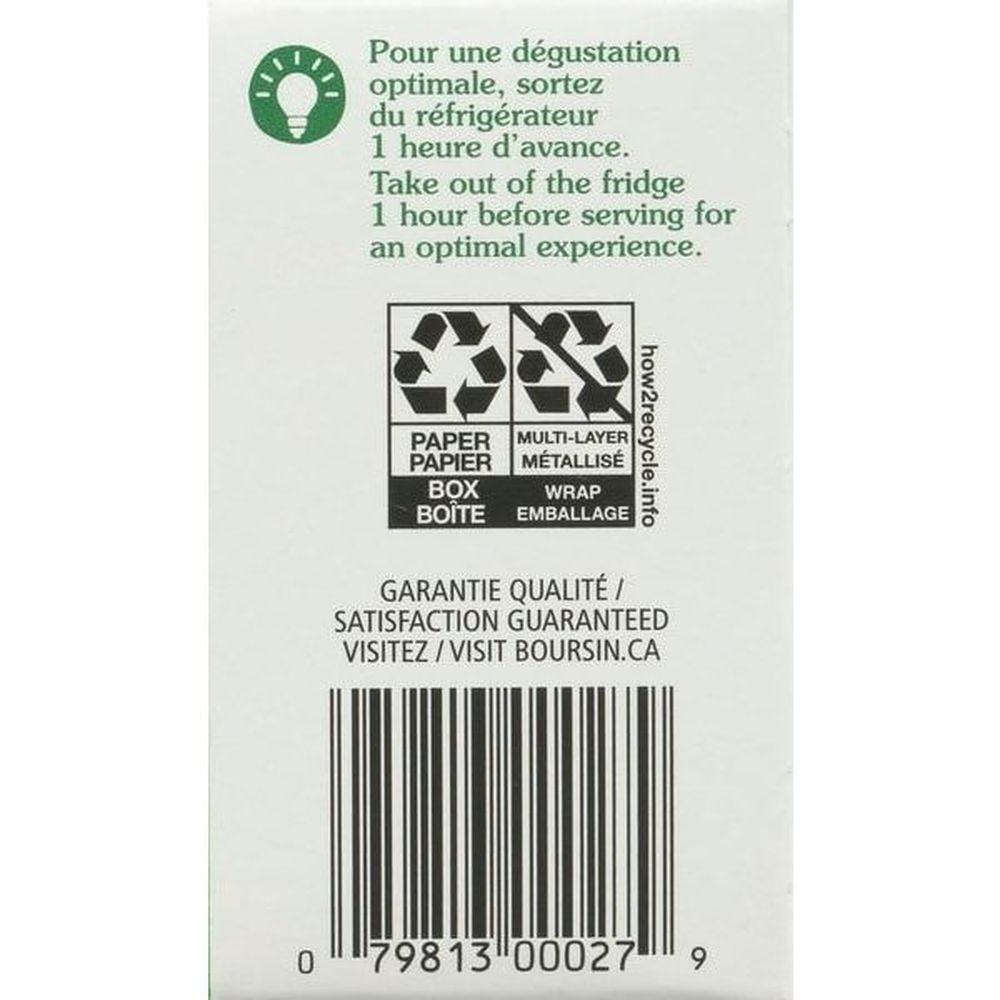 Pour une dégustation
optimale, sortez
du réfrigérateur
1 heure d'avance.
Take out of the fridge
1 hour before serving for
an optimal experience.
PAPER
PAPIER
BOX
BOÎTE
MULTI-LAYER
MÉTALLISÉ
WRAP
EMBALLAGE
how2recycle.info
GARANTIE QUALITÉ /
SATISFACTION GUARANTEED
VISITEZ / VISIT BOURSIN.CA
0 79813 00027 9